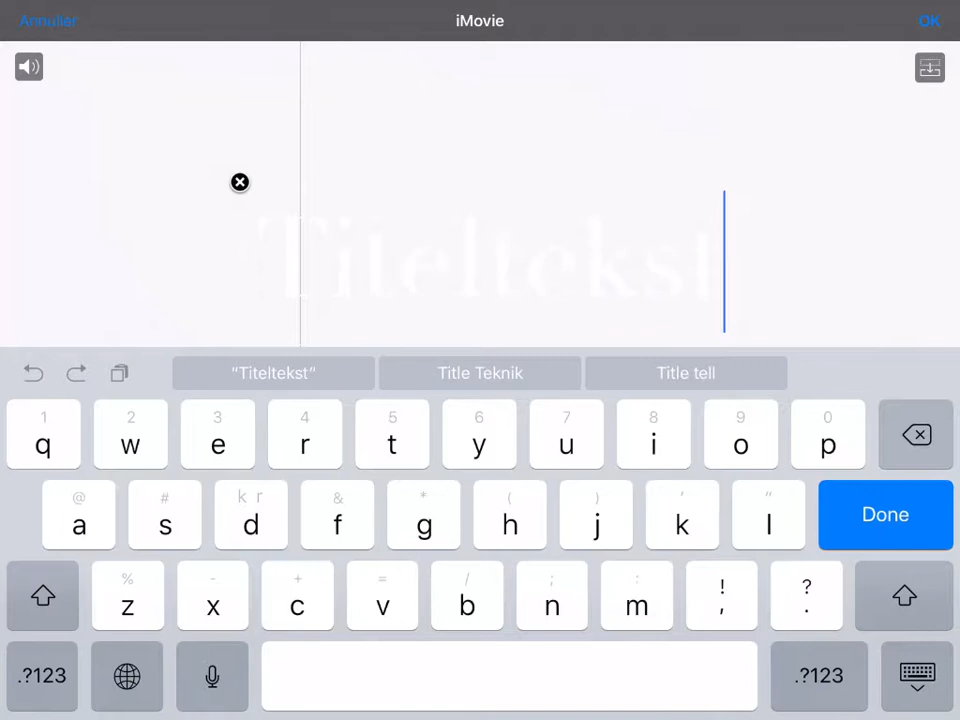 Annuller
iMovie
OK
Titeltekst
“Titeltekst”
Title Teknik
Title tell
1 2 3 4 5 6 7 8 9 0
q w e r t y u i o p
@ # k r & * ( ) ' "
a s d f g h j k l
Done
% - + = / ; : ! ?
z x c v b n m , .
.?123
.?123